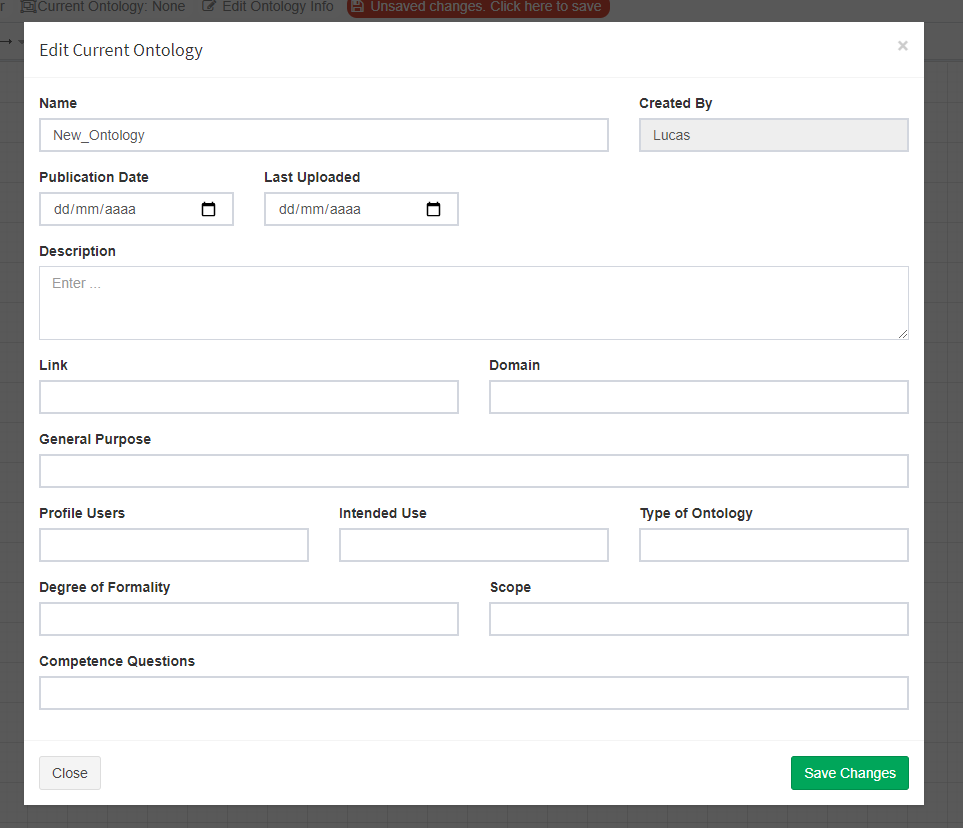 r Current Ontology: None Edit Ontology Info Unsaved changes. Click here to save
Edit Current Ontology ×
Name Created By
New_Ontology Lucas
Publication Date Last Uploaded
dd/mm/aaaa dd/mm/aaaa
Description
Enter ...
Link Domain
General Purpose
Profile Users Intended Use Type of Ontology
Degree of Formality Scope
Competence Questions
Close Save Changes